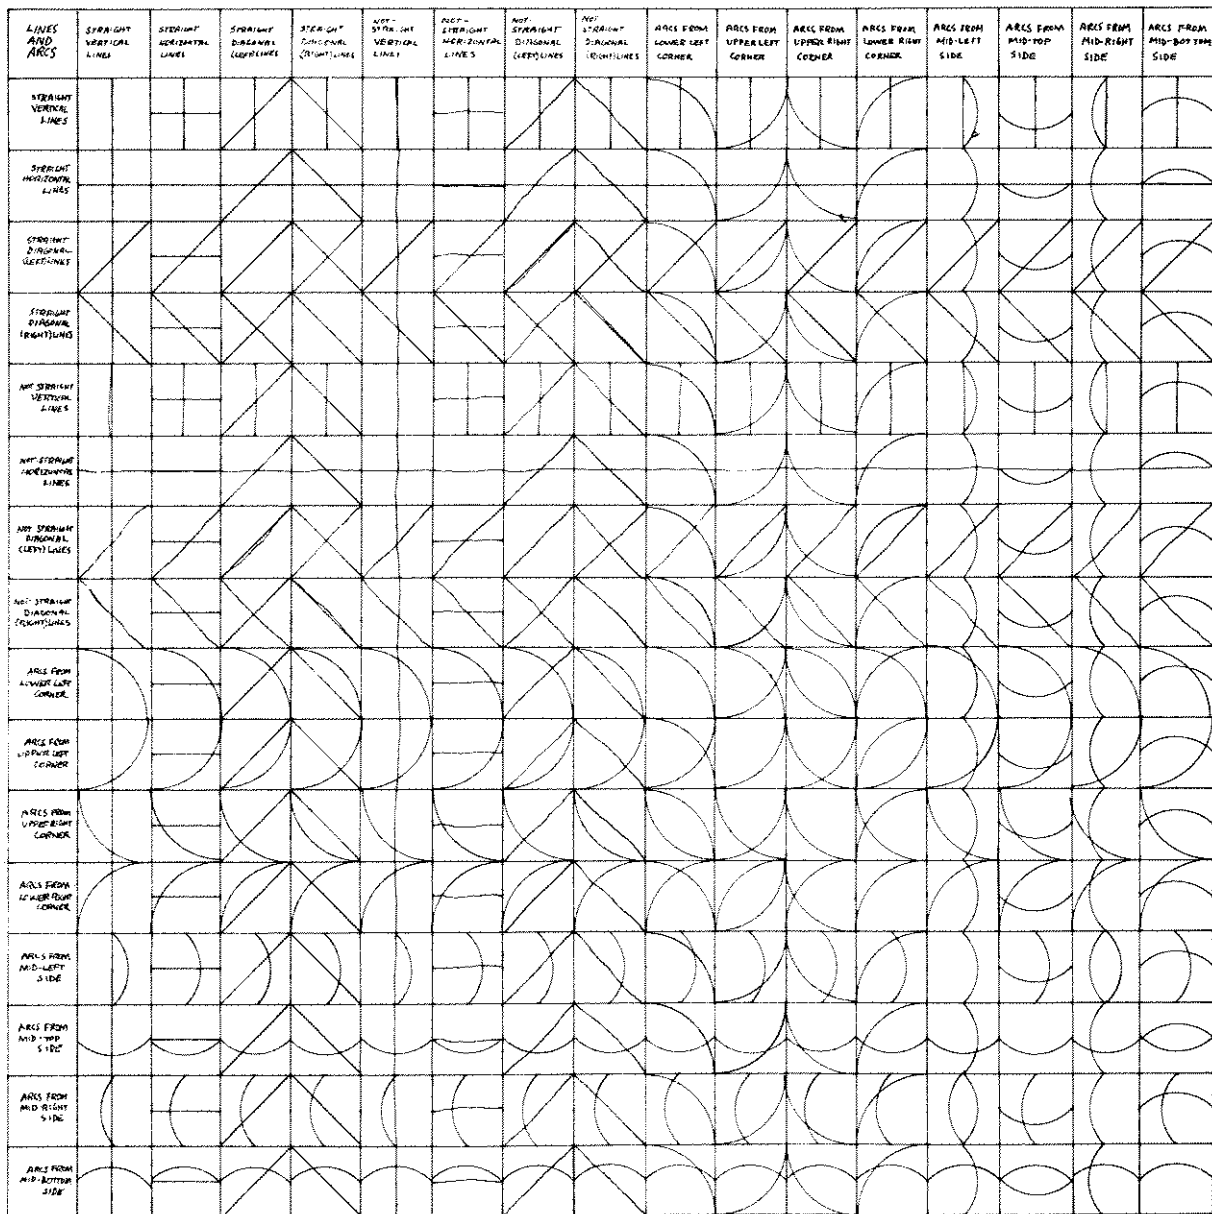 LINES
AND
ARCS
STRAIGHT
VERTICAL
LINES
STRAIGHT
HORIZONTAL
LINES
STRAIGHT
DIAGONAL
(LEFT) LINES
STRAIGHT
DIAGONAL
(RIGHT) LINES
NOT-
STRAIGHT
VERTICAL
LINES
NOT-
STRAIGHT
HORIZONTAL
LINES
NOT-
STRAIGHT
DIAGONAL
(LEFT) LINES
NOT
STRAIGHT
DIAGONAL
(RIGHT) LINES
ARCS FROM
LOWER LEFT
CORNER
ARCS FROM
UPPER LEFT
CORNER
ARCS FROM
UPPER RIGHT
CORNER
ARCS FROM
LOWER RIGHT
CORNER
ARCS FROM
MID-LEFT
SIDE
ARCS FROM
MID-TOP
SIDE
ARCS FROM
MID-RIGHT
SIDE
ARCS FROM
MID-BOTTOM
SIDE
STRAIGHT
VERTICAL
LINES
STRAIGHT
HORIZONTAL
LINES
STRAIGHT
DIAGONAL
(LEFT) LINES
STRAIGHT
DIAGONAL
(RIGHT) LINES
NOT STRAIGHT
VERTICAL
LINES
NOT-STRAIGHT
HORIZONTAL
LINES
NOT STRAIGHT
DIAGONAL
(LEFT) LINES
NOT-STRAIGHT
DIAGONAL
(RIGHT) LINES
ARCS FROM
LOWER LEFT
CORNER
ARCS FROM
UPPER LEFT
CORNER
ARCS FROM
UPPER RIGHT
CORNER
ARCS FROM
LOWER RIGHT
CORNER
ARCS FROM
MID-LEFT
SIDE
ARCS FROM
MID-TOP
SIDE
ARCS FROM
MID-RIGHT
SIDE
ARCS FROM
MID-BOTTOM
SIDE